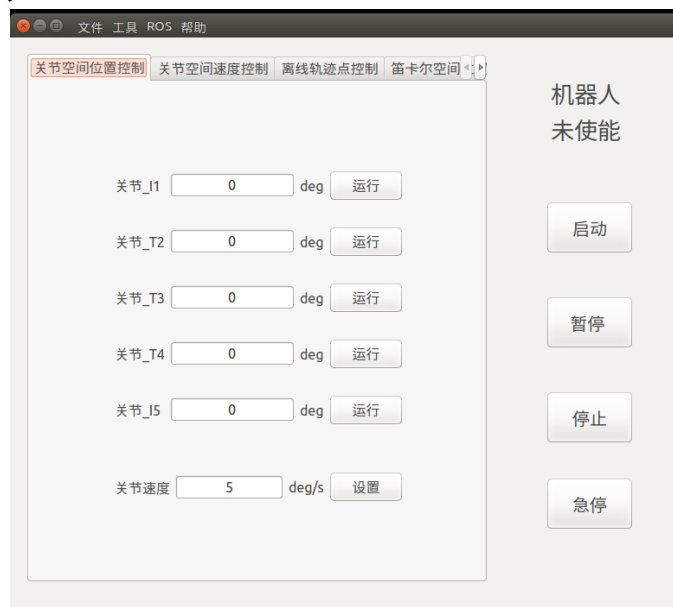 文件 工具 ROS 帮助
关节空间位置控制 关节空间速度控制 离线轨迹点控制 笛卡尔空间
机器人
未使能
关节_I1 0 deg 运行
关节_T2 0 deg 运行
关节_T3 0 deg 运行
关节_T4 0 deg 运行
关节_I5 0 deg 运行
关节速度 5 deg/s 设置
启动
暂停
停止
急停